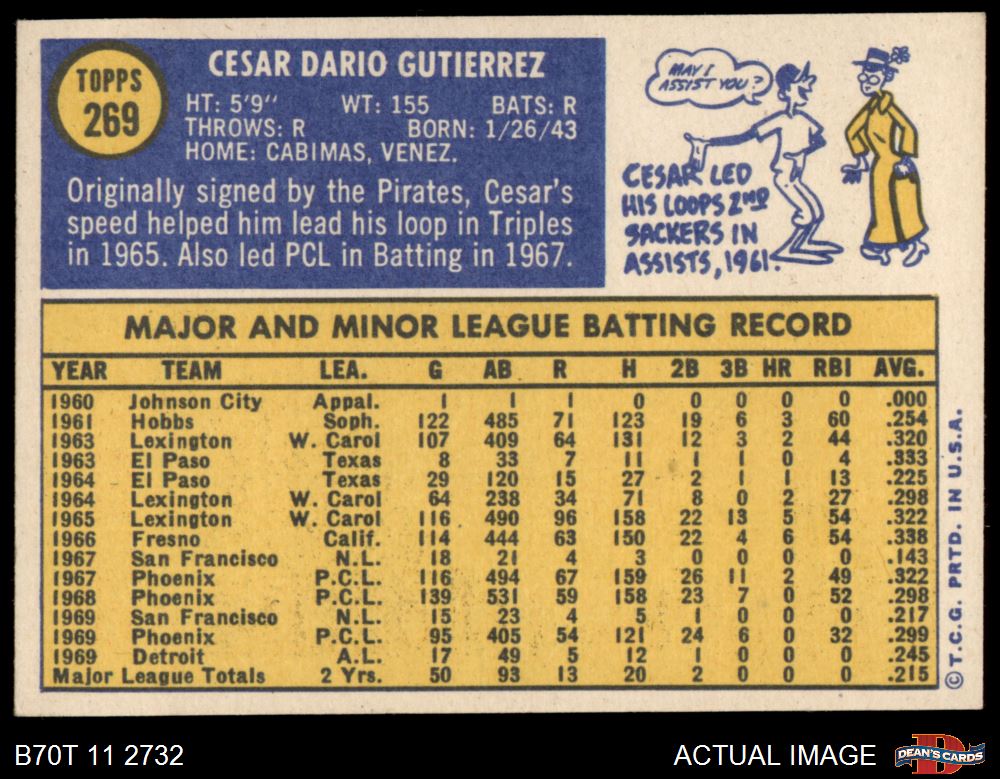 TOPPS
269
CESAR DARIO GUTIERREZ
HT: 5'9" WT: 155 BATS: R
THROWS: R BORN: 1/26/43
HOME: CABIMAS, VENEZ.
Originally signed by the Pirates, Cesar's
speed helped him lead his loop in Triples
in 1965. Also led PCL in Batting in 1967.
MAY I
ASSIST YOU?
CESAR LED
HIS LOOPS 2ND
SACKERS IN
ASSISTS, 1961.
MAJOR AND MINOR LEAGUE BATTING RECORD
YEAR TEAM LEA. G AB R H 2B 3B HR RBI AVG.
1960 Johnson City Appal. 1 1 1 0 0 0 0 0 .000
1961 Hobbs Soph. 122 485 71 123 19 6 3 60 .254
1963 Lexington W. Carol 107 409 64 131 12 3 2 44 .320
1963 El Paso Texas 8 33 7 11 1 1 0 4 .333
1964 El Paso Texas 29 120 15 27 2 1 1 13 .225
1964 Lexington W. Carol 64 238 34 71 8 0 2 27 .298
1965 Lexington W. Carol 116 490 96 158 22 13 5 54 .322
1966 Fresno Calif. 114 444 63 150 22 4 6 54 .338
1967 San Francisco N.L. 18 21 4 3 0 0 0 0 .143
1967 Phoenix P.C.L. 116 494 67 159 26 11 2 49 .322
1968 Phoenix P.C.L. 139 531 59 158 23 7 0 52 .298
1969 San Francisco N.L. 15 23 4 5 1 0 0 0 .217
1969 Phoenix P.C.L. 95 405 54 121 24 6 0 32 .299
1969 Detroit A.L. 17 49 5 12 1 0 0 0 .245
Major League Totals 2 Yrs. 50 93 13 20 2 0 0 0 .215
©T.C.G. PRTD. IN U.S.A.
B70T 11 2732
ACTUAL IMAGE
DEAN'S CARDS